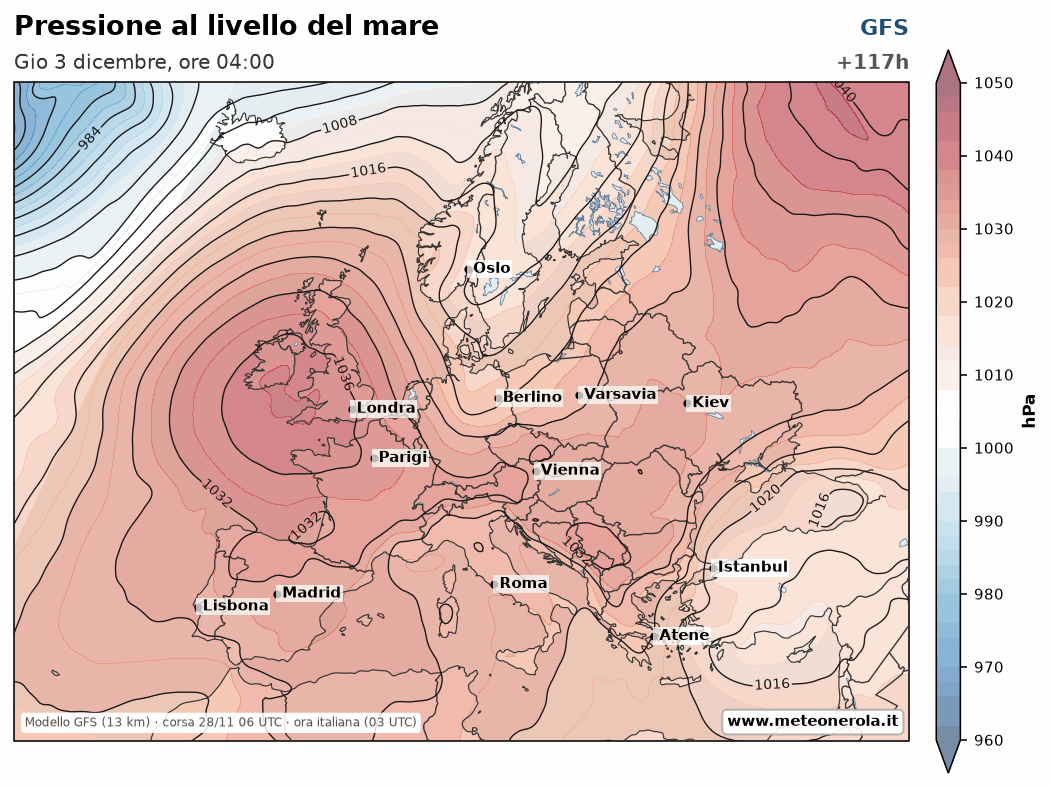 Pressione al livello del mare
GFS
Gio 3 dicembre, ore 04:00
+117h
1050
1040
1030
1020
1010
1000
990
980
970
960
hPa
984
1008
1016
1036
1032
1032
1020
1016
1016
Oslo
Londra
Berlino
Varsavia
Kiev
Parigi
Vienna
Istanbul
Roma
Madrid
Lisbona
Atene
Modello GFS (13 km) · corsa 28/11 06 UTC · ora italiana (03 UTC)
www.meteonerola.it